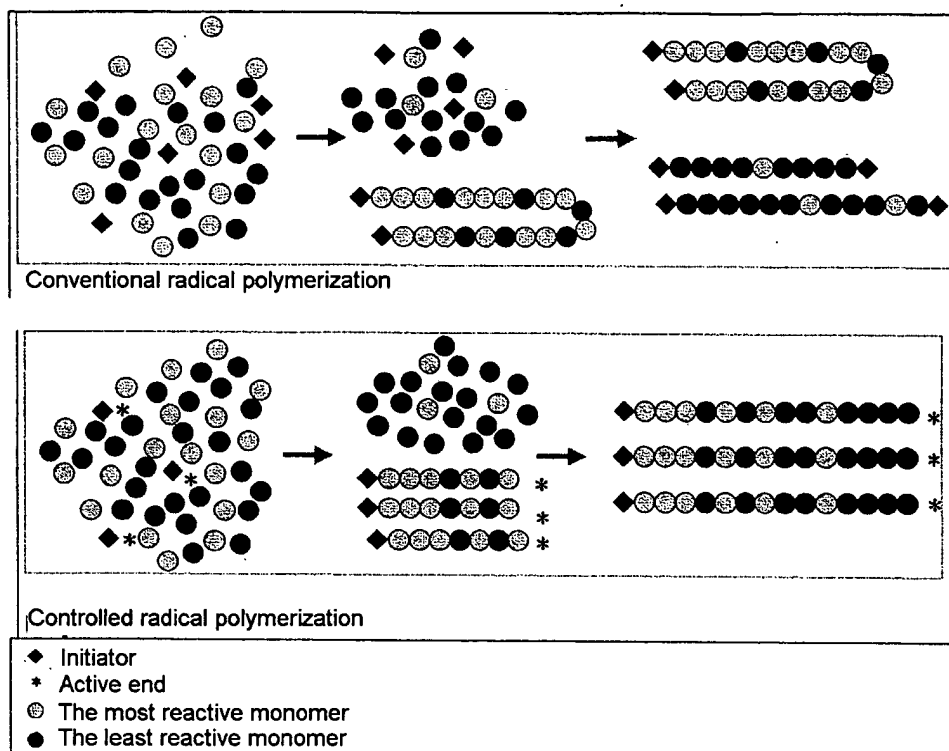 Conventional radical polymerization
Controlled radical polymerization
Initiator
Active end
The most reactive monomer
The least reactive monomer